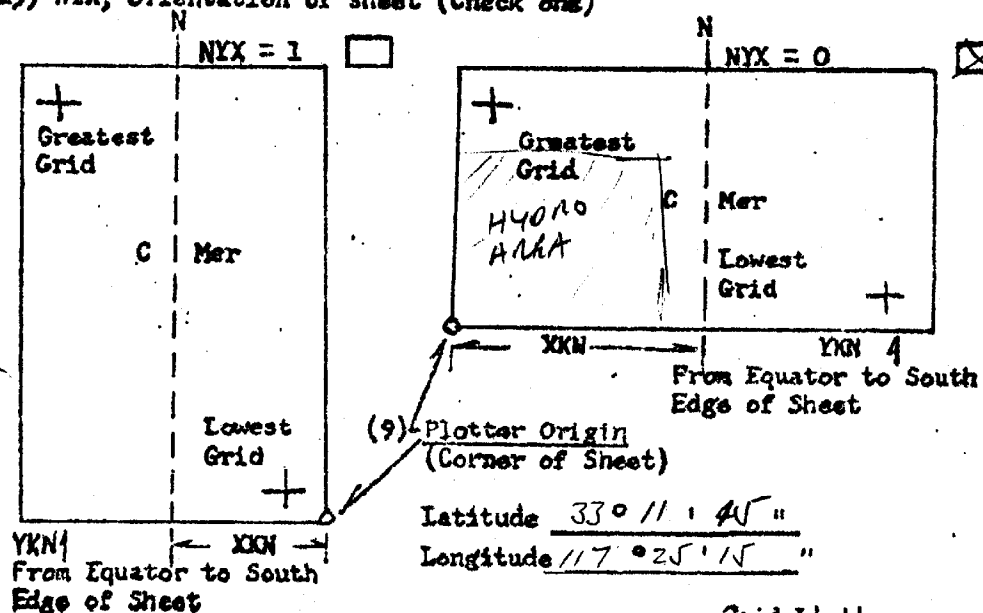 NYX, Orientation of sheet (Check one)
N
NYX = 1
Greatest
Grid
C Mer
Lowest
Grid
YKN
XKN
From Equator to South
Edge of Sheet
N
NYX = 0
Greatest
Grid
HYDRO
AREA
C Mer
Lowest
Grid
XKN
YKN
From Equator to South
Edge of Sheet
(9) Plotter Origin
(Corner of Sheet)
Latitude 33° 11 ' 45 "
Longitude 117 ° 25 ' 15 "